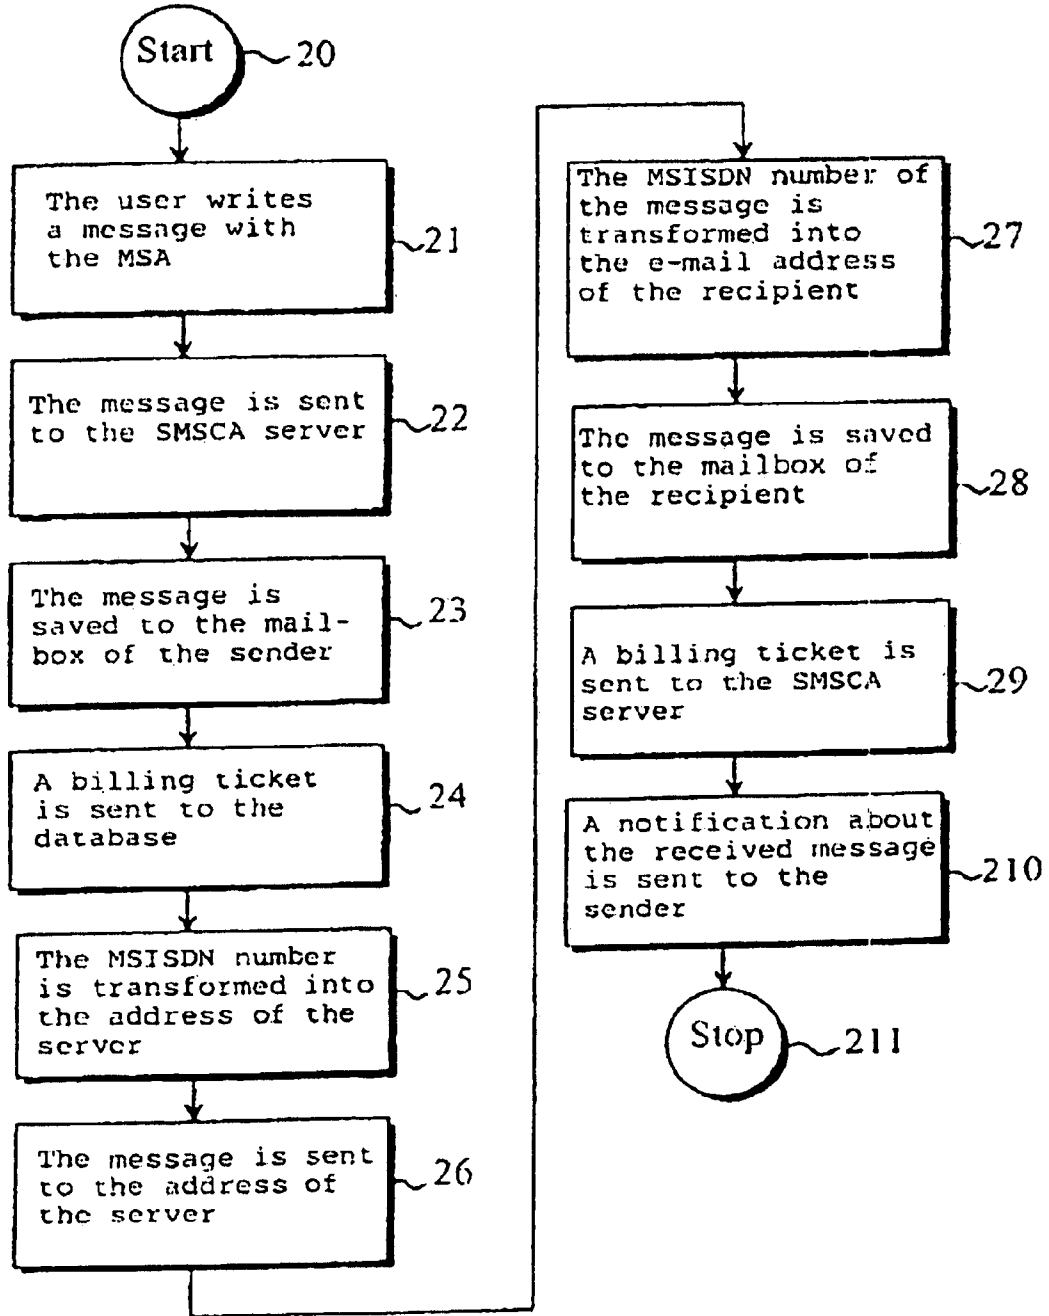 Start
20
The user writes
a message with
the MSA
21
The message is sent
to the SMSCA server
22
The message is
saved to the mail-
box of the sender
23
A billing ticket
is sent to the
database
24
The MSISDN number
is transformed into
the address of the
server
25
The message is sent
to the address of
the server
26
The MSISDN number of
the message is
transformed into
the e-mail address
of the recipient
27
The message is saved
to the mailbox of
the recipient
28
A billing ticket is
sent to the SMSCA
server
29
A notification about
the received message
is sent to the
sender
210
Stop
211